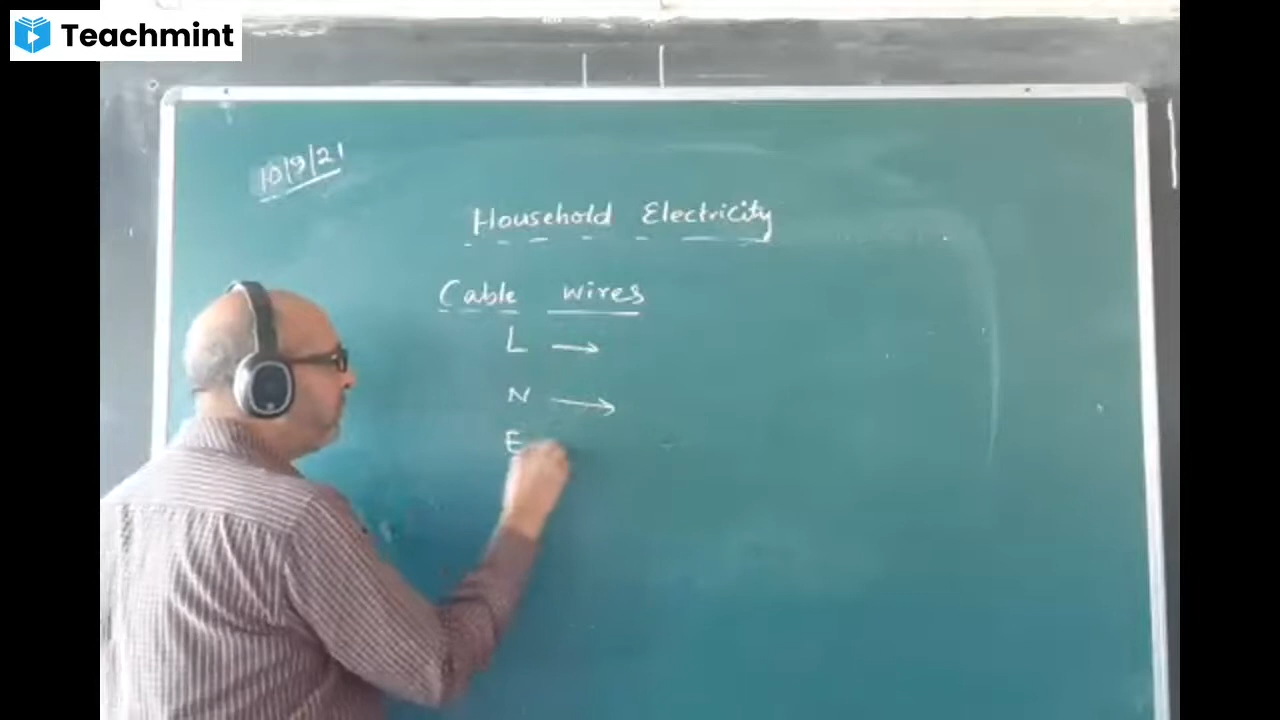 Teachmint
10/9/21
Household Electricity
Cable wires
L →
N →
E